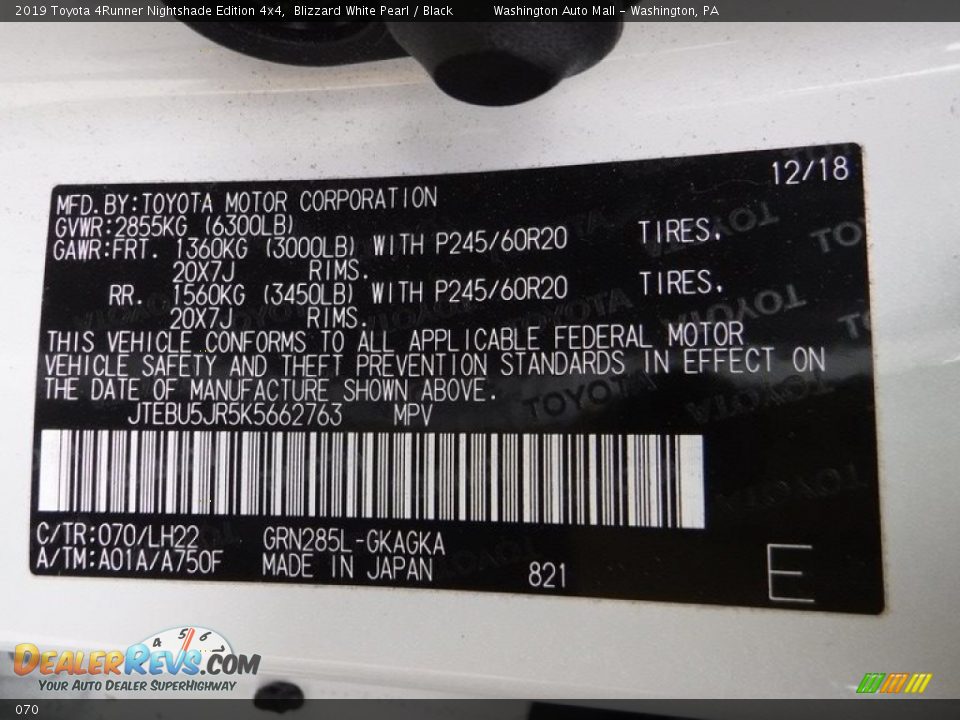 2019 Toyota 4Runner Nightshade Edition 4x4, Blizzard White Pearl / Black Washington Auto Mall – Washington, PA
12/18
MFD.BY:TOYOTA MOTOR CORPORATION
GVWR:2855KG (6300LB)
GAWR:FRT. 1360KG (3000LB) WITH P245/60R20 TIRES.
20X7J RIMS.
RR. 1560KG (3450LB) WITH P245/60R20 TIRES.
20X7J RIMS.
THIS VEHICLE CONFORMS TO ALL APPLICABLE FEDERAL MOTOR
VEHICLE SAFETY AND THEFT PREVENTION STANDARDS IN EFFECT ON
THE DATE OF MANUFACTURE SHOWN ABOVE.
JTEBU5JR5K5662763 MPV
C/TR:070/LH22 GRN285L-GKAGKA
A/TM:A01A/A750F MADE IN JAPAN 821 E
4 5 6
DEALERREVS.COM
YOUR AUTO DEALER SUPERHIGHWAY
070